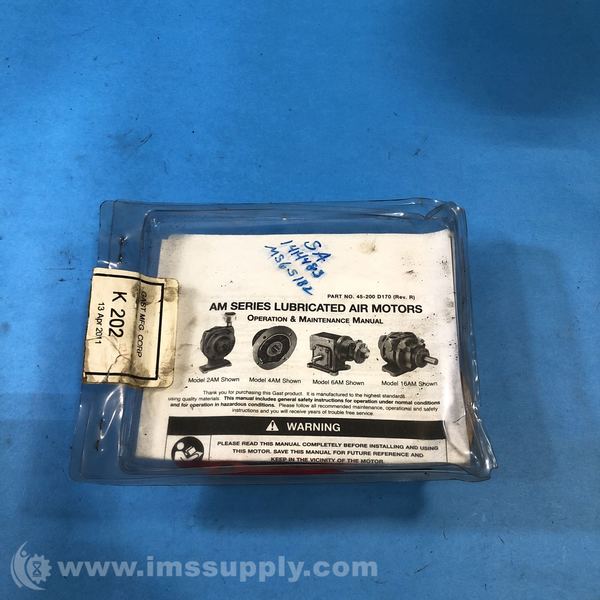 SA
14H483
MS65182
PART NO. 45-200 D170 (Rev. R)
AM SERIES LUBRICATED AIR MOTORS
OPERATION & MAINTENANCE MANUAL
Model 2AM Shown
Model 4AM Shown
Model 6AM Shown
Model 16AM Shown
Thank you for purchasing this Gast product. It is manufactured to the highest standards
using quality materials. This manual includes general safety instructions for operation under normal conditions
and for operation in hazardous conditions. Please follow all recommended maintenance, operational and safety
instructions and you will receive years of trouble free service.
WARNING
PLEASE READ THIS MANUAL COMPLETELY BEFORE INSTALLING AND USING
THIS MOTOR. SAVE THIS MANUAL FOR FUTURE REFERENCE AND
KEEP IN THE VICINITY OF THE MOTOR.
GAST MFG. CORP
K 202
13 Apr 2011
www.imssupply.com